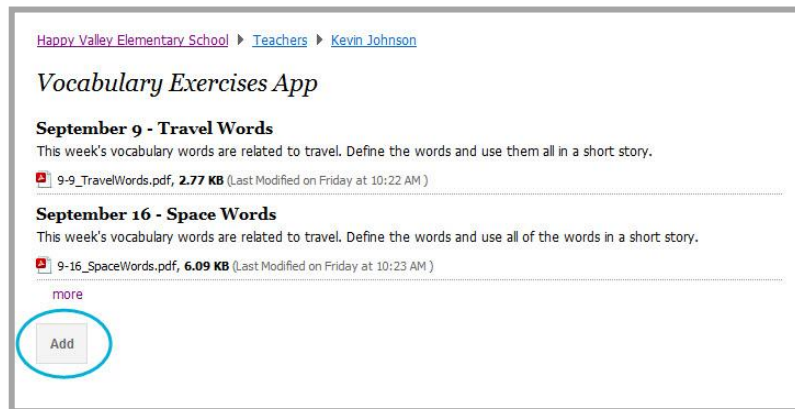 Happy Valley Elementary School ▶ Teachers ▶ Kevin Johnson
Vocabulary Exercises App
September 9 - Travel Words
This week's vocabulary words are related to travel. Define the words and use them all in a short story.
9-9_TravelWords.pdf, 2.77 KB (Last Modified on Friday at 10:22 AM )
September 16 - Space Words
This week's vocabulary words are related to travel. Define the words and use all of the words in a short story.
9-16_SpaceWords.pdf, 6.09 KB (Last Modified on Friday at 10:23 AM )
more
Add